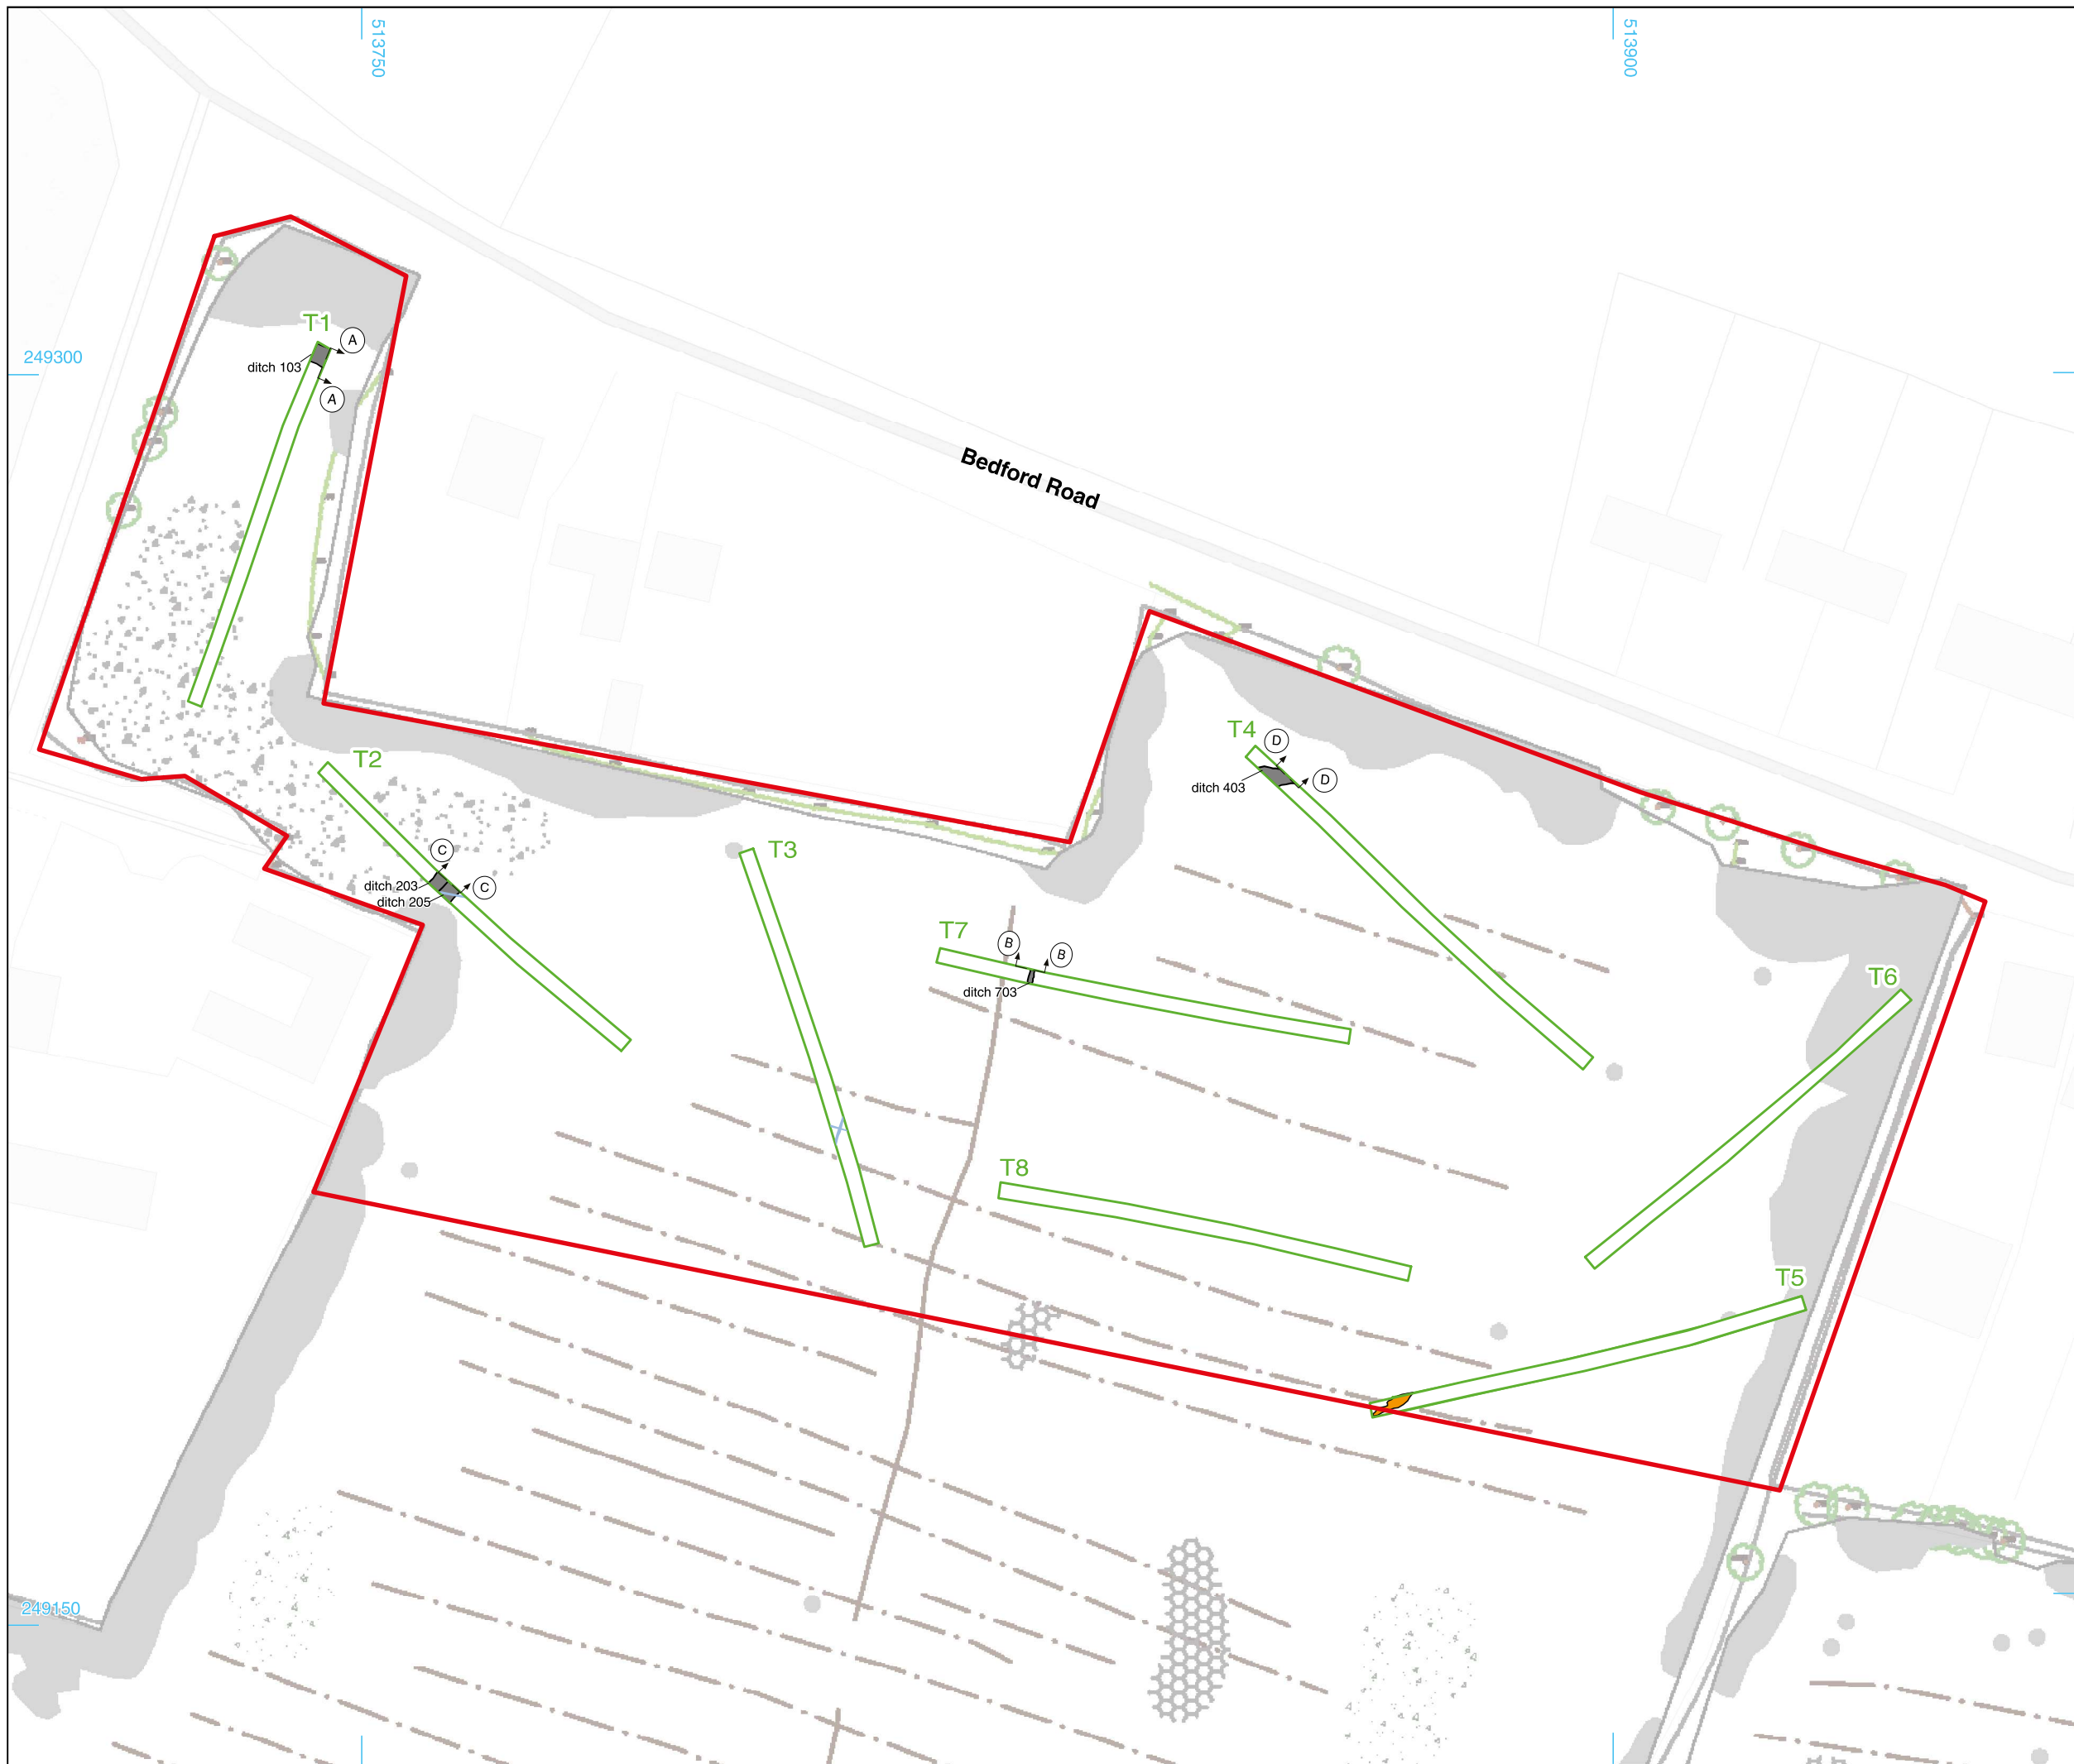 513750
513900
249300
T1
A
ditch 103
A
Bedford Road
T2
T4
D
D
ditch 403
C
T3
ditch 203
C
ditch 205
T7
B
B
ditch 703
T6
T8
T5
249150